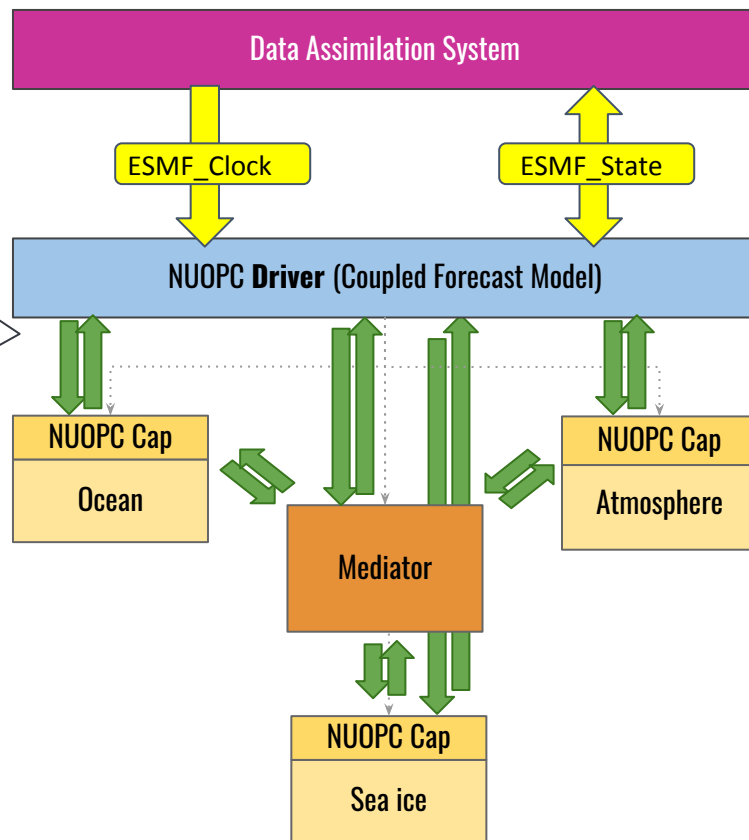 Data Assimilation System
ESMF_Clock
ESMF_State
NUOPC Driver (Coupled Forecast Model)
NUOPC Cap
Ocean
NUOPC Cap
Atmosphere
Mediator
NUOPC Cap
Sea ice